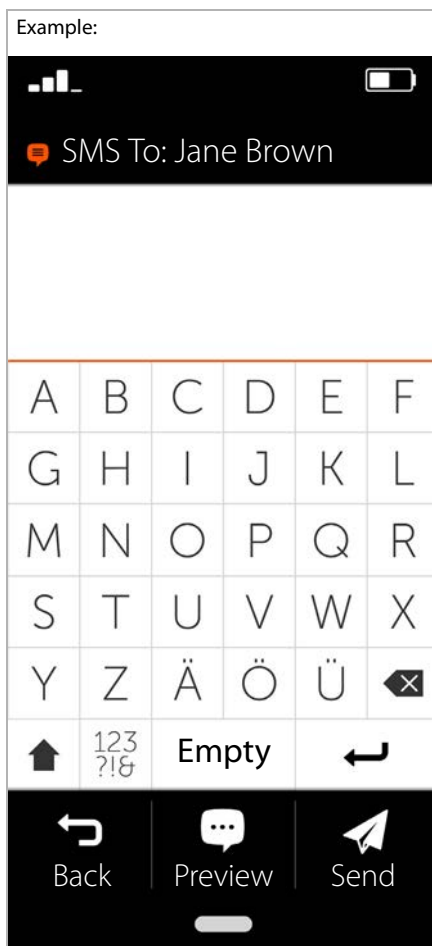 Example:
SMS To: Jane Brown
A B C D E F
G H I J K L
M N O P Q R
S T U V W X
Y Z Ä Ö Ü
123 Empty
?!&
Back Preview Send